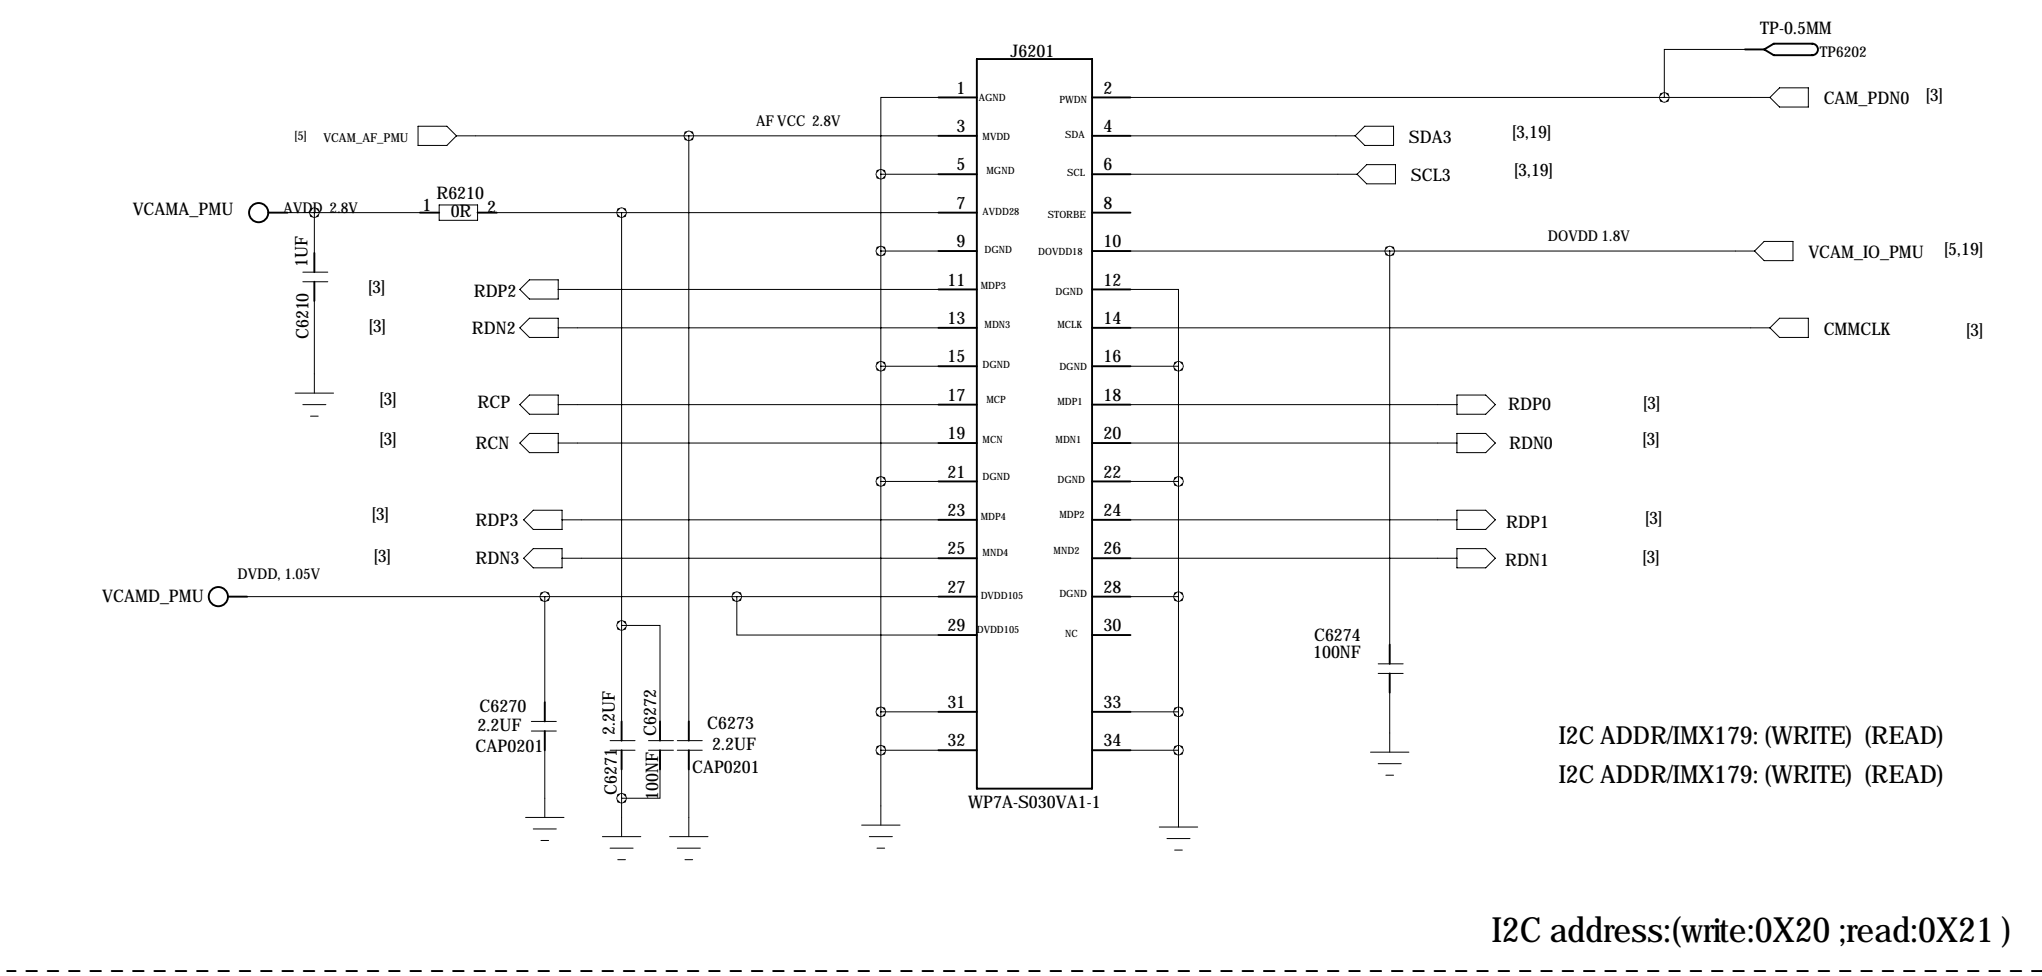 TP-0.5MM
TP6202
J6201
1 AGND PWDN 2
CAM_PDN0 [3]
AF VCC 2.8V
[5] VCAM_AF_PMU
3 MVDD SDA 4
SDA3 [3,19]
5 MGND SCL 6
SCL3 [3,19]
VCAMA_PMU AVDD 2.8V
R6210
1 0R 2
7 AVDD28 STORBE 8
1UF
C6210
9 DGND DOVDD18 10
DOVDD 1.8V
VCAM_IO_PMU [5,19]
[3] RDP2
11 MDP3 DGND 12
[3] RDN2
13 MDN3 MCLK 14
CMMCLK [3]
15 DGND DGND 16
[3] RCP
17 MCP MDP1 18
RDP0 [3]
[3] RCN
19 MCN MDN1 20
RDN0 [3]
21 DGND DGND 22
[3] RDP3
23 MDP4 MDP2 24
RDP1 [3]
[3] RDN3
25 MND4 MND2 26
RDN1 [3]
DVDD, 1.05V
VCAMD_PMU
27 DVDD105 DGND 28
29 DVDD105 NC 30
31 33
32 34
C6270
2.2UF
CAP0201
2.2UF
C6271
C6272
100NF
C6273
2.2UF
CAP0201
C6274
100NF
WP7A-S030VA1-1
I2C ADDR/IMX179: (WRITE) (READ)
I2C ADDR/IMX179: (WRITE) (READ)
I2C address:(write:0X20 ;read:0X21 )